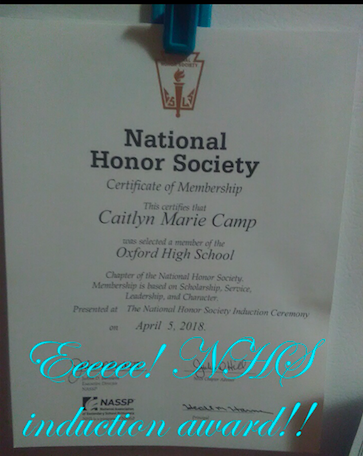 National
Honor Society
Certificate of Membership
This certifies that
Caitlyn Marie Camp
was selected a member of the
Oxford High School
Chapter of the National Honor Society.
Membership is based on Scholarship, Service,
Leadership, and Character.
Presented at The National Honor Society Induction Ceremony
on April 5, 2018.
Eeeeee! NHS
NASSP
induction award!!